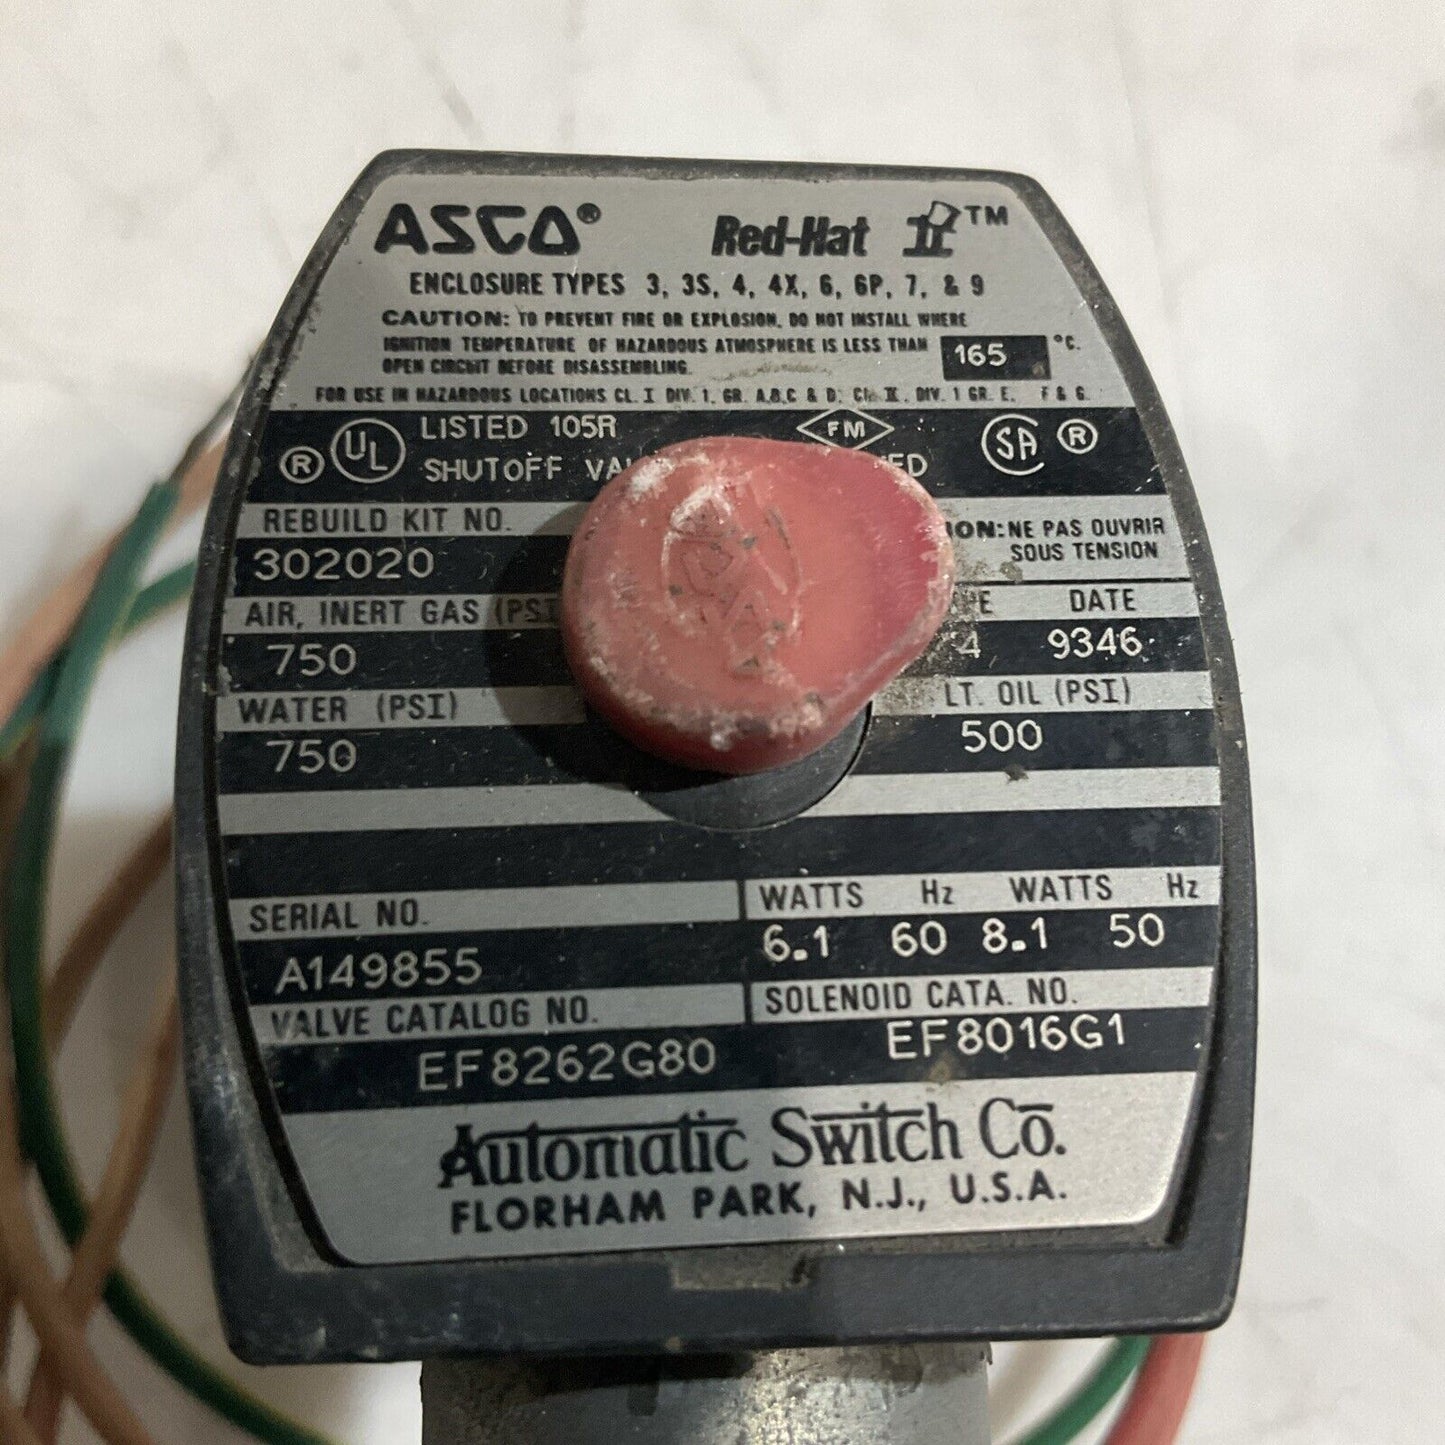 ASCO® Red-Hat II™
ENCLOSURE TYPES 3, 3S, 4, 4X, 6, 6P, 7, & 9
CAUTION: TO PREVENT FIRE OR EXPLOSION, DO NOT INSTALL WHERE
IGNITION TEMPERATURE OF HAZARDOUS ATMOSPHERE IS LESS THAN 165 °C.
OPEN CIRCUIT BEFORE DISASSEMBLING.
FOR USE IN HAZARDOUS LOCATIONS CL. I DIV. 1, GR. A,B,C & D; CL. II, DIV. 1 GR. E, F & G.
® UL LISTED 105R FM SA ®
SHUTOFF
REBUILD KIT NO. NE PAS OUVRIR
302020 SOUS TENSION
AIR, INERT GAS (PSI DATE
750 4 9346
WATER (PSI) LT. OIL (PSI)
750 500
SERIAL NO. WATTS Hz WATTS Hz
A149855 6.1 60 8.1 50
VALVE CATALOG NO. SOLENOID CATA. NO.
EF8262G80 EF8016G1
Automatic Switch Co.
FLORHAM PARK, N.J., U.S.A.